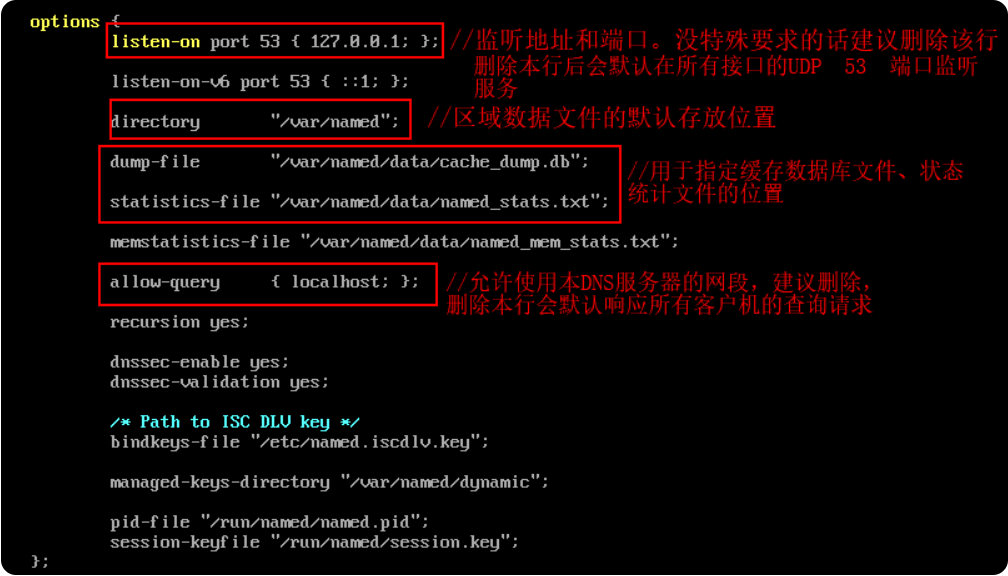 options {
listen-on port 53 { 127.0.0.1; }; //监听地址和端口。没特殊要求的话建议删除该行
删除本行后会默认在所有接口的UDP 53 端口监听
listen-on-v6 port 53 { ::1; };
服务
directory "/var/named"; //区域数据文件的默认存放位置
dump-file "/var/named/data/cache_dump.db";
//用于指定缓存数据库文件、状态
统计文件的位置
statistics-file "/var/named/data/named_stats.txt";
memstatistics-file "/var/named/data/named_mem_stats.txt";
allow-query { localhost; }; //允许使用本DNS服务器的网段，建议删除，
删除本行会默认响应所有客户机的查询请求
recursion yes;
dnssec-enable yes;
dnssec-validation yes;
/* Path to ISC DLV key */
bindkeys-file "/etc/named.iscdlv.key";
managed-keys-directory "/var/named/dynamic";
pid-file "/run/named/named.pid";
session-keyfile "/run/named/session.key";
};